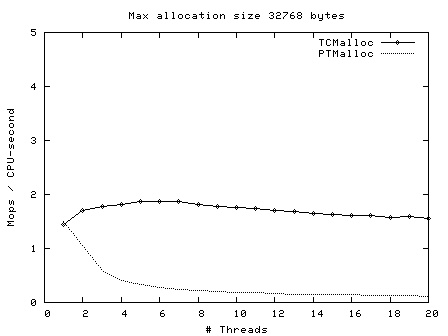 Max allocation size 32768 bytes
TCMalloc
PTMalloc
Mops / CPU-second
5
4
3
2
1
0
0 2 4 6 8 10 12 14 16 18 20
# Threads